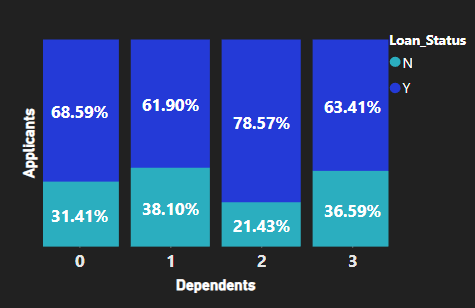 Loan_Status
N
Y
Applicants
68.59%
61.90%
78.57%
63.41%
31.41%
38.10%
21.43%
36.59%
0 1 2 3
Dependents